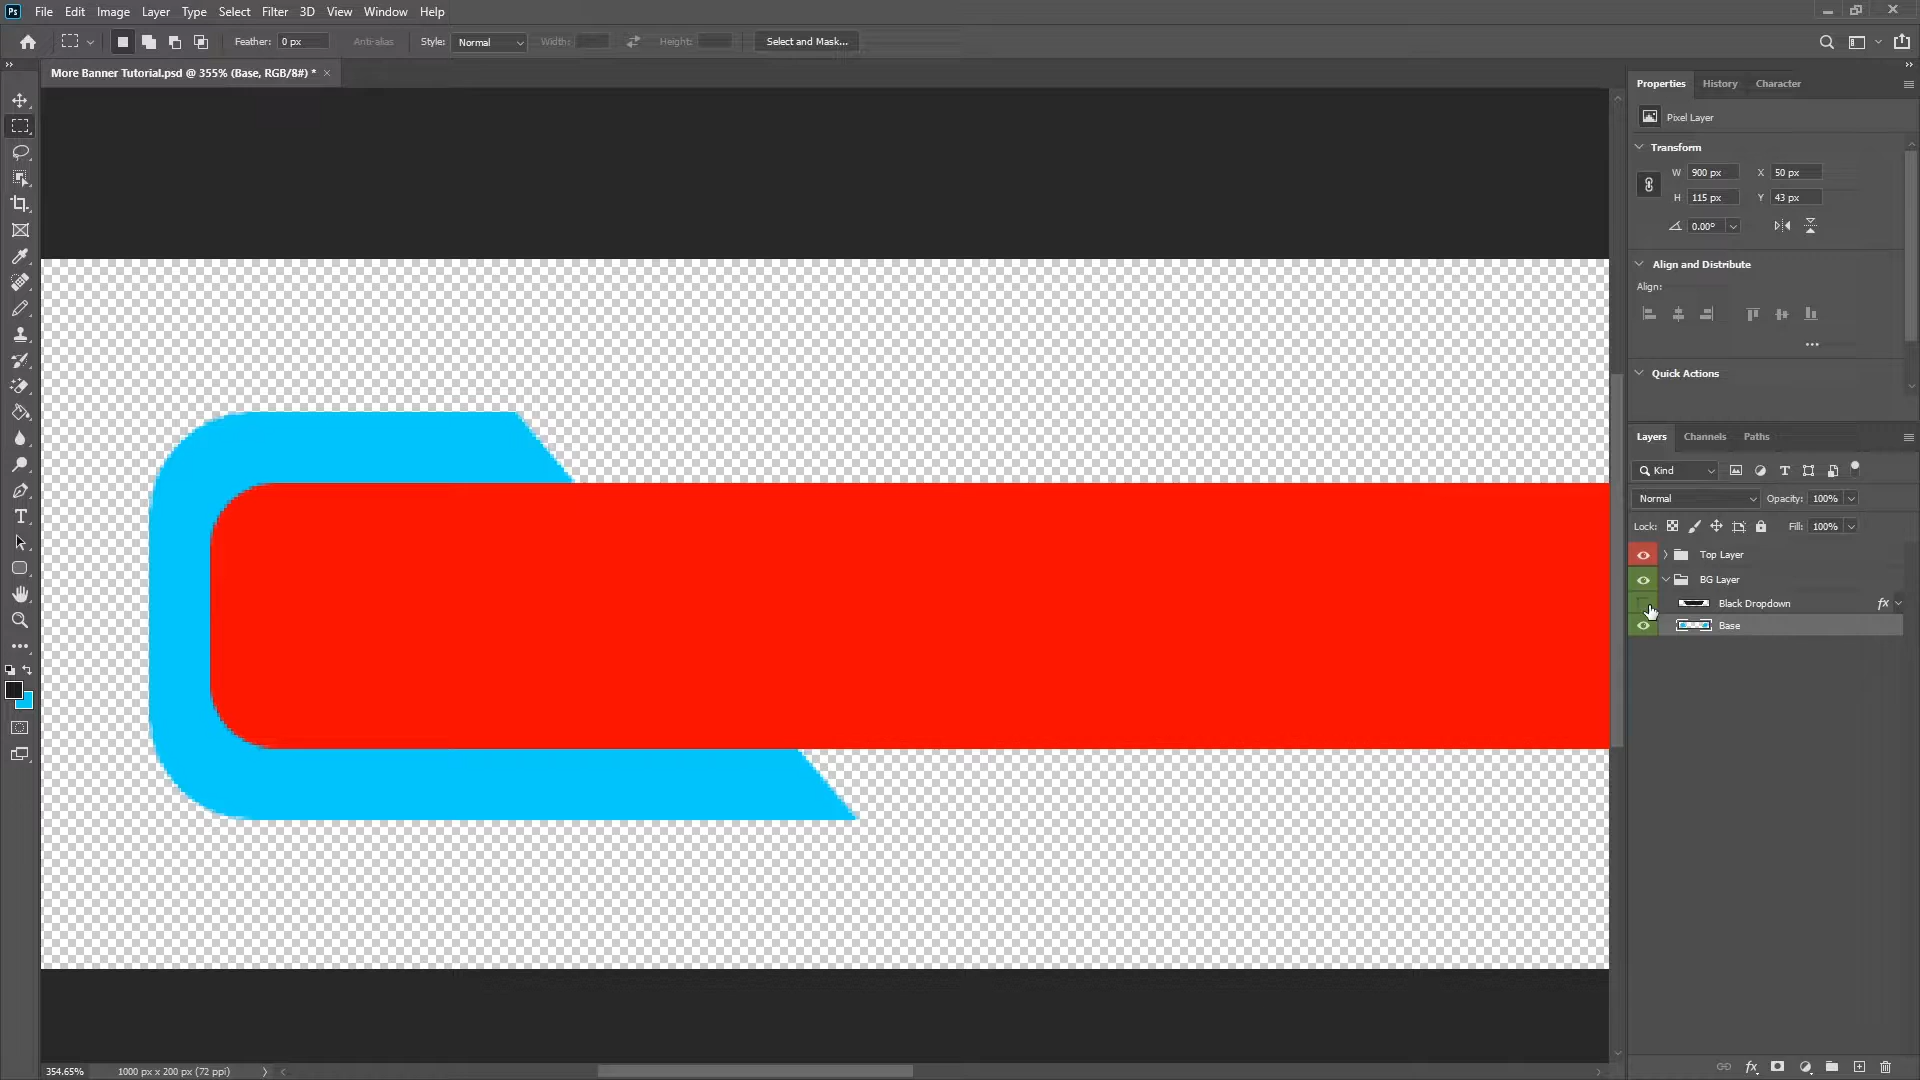 Ps File Edit Image Layer Type Select Filter 3D View Window Help
Feather: 0 px Anti-alias Style: Normal Width: Height: Select and Mask...
More Banner Tutorial.psd @ 355% (Base, RGB/8#) * ×
Properties History Character
Pixel Layer
Transform
W 900 px X 50 px
H 115 px Y 43 px
0.00°
Align and Distribute
Align:
Quick Actions
Layers Channels Paths
Kind
Normal Opacity: 100%
Lock: Fill: 100%
Top Layer
BG Layer
Black Dropdown fx
Base
354.65% 1000 px x 200 px (72 ppi)
fx